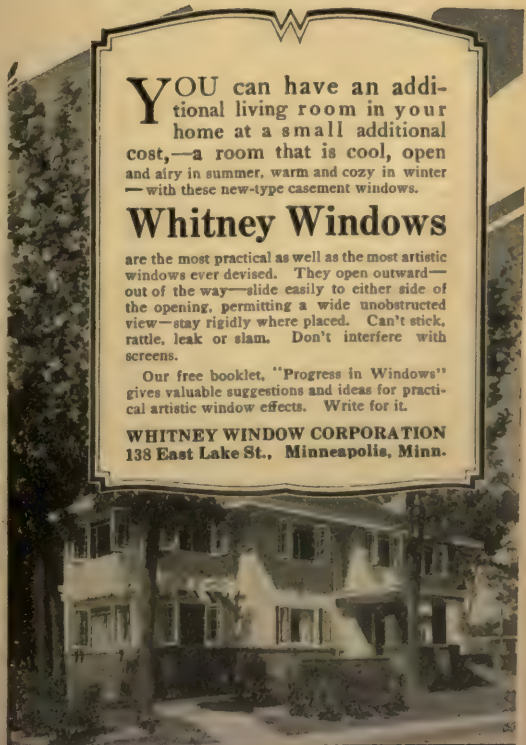 YOU can have an addi-
tional living room in your
home at a small additional
cost,—a room that is cool, open
and airy in summer, warm and cozy in winter
—with these new-type casement windows.
Whitney Windows
are the most practical as well as the most artistic
windows ever devised. They open outward—
out of the way—slide easily to either side of
the opening, permitting a wide unobstructed
view—stay rigidly where placed. Can't stick,
rattle, leak or slam. Don't interfere with
screens.
Our free booklet, "Progress in Windows"
gives valuable suggestions and ideas for practi-
cal artistic window effects. Write for it.
WHITNEY WINDOW CORPORATION
138 East Lake St., Minneapolis, Minn.